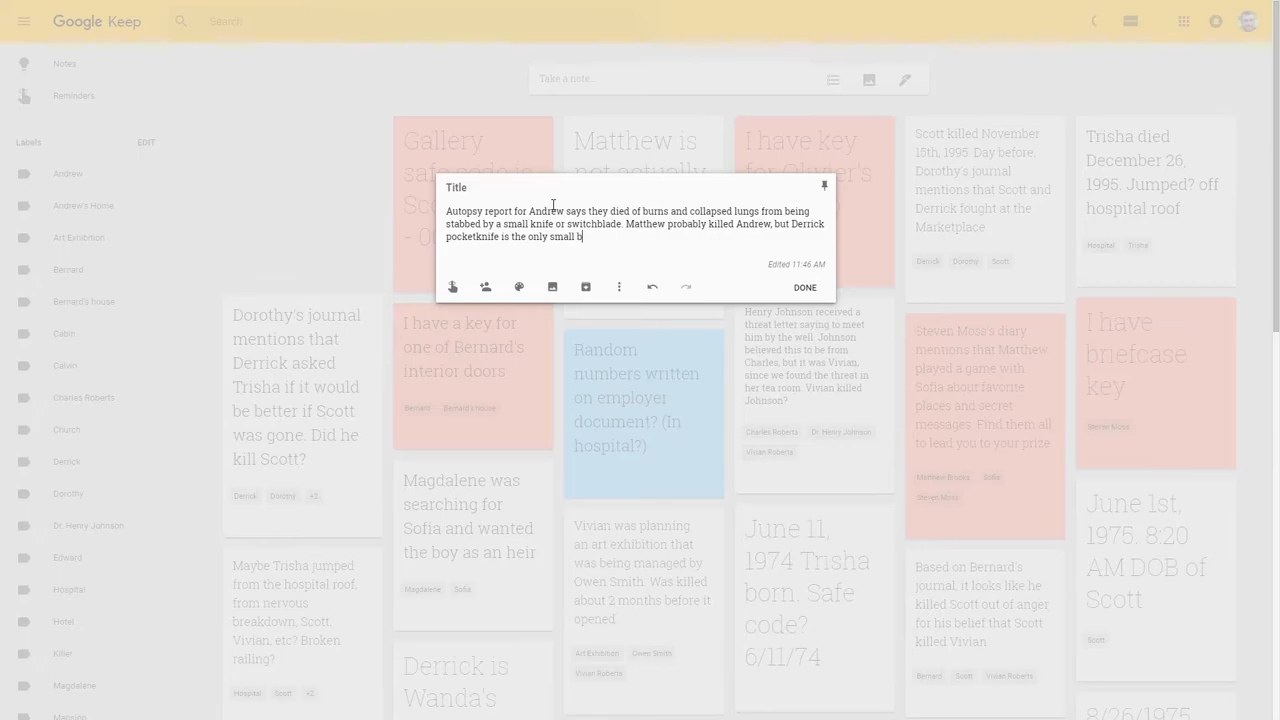 Google Keep
Search
Notes
Reminders
Labels
EDIT
Andrew
Andrew's Home
Art Exhibition
Bernard
Bernard's house
Cabin
Calvin
Charles Roberts
Church
Derrick
Dorothy
Dr. Henry Johnson
Edward
Hospital
Hotel
Killer
Magdalene
Mansion
Take a note...
Title
Autopsy report for Andrew says they died of burns and collapsed lungs from being
stabbed by a small knife or switchblade. Matthew probably killed Andrew, but Derrick
pocketknife is the only small b
Edited 11:46 AM
DONE
Dorothy's journal
mentions that
Derrick asked
Trisha if it would
be better if Scott
was gone. Did he
kill Scott?
Derrick
Dorothy
+2
Maybe Trisha jumped
from the hospital roof,
from nervous
breakdown, Scott,
Vivian, etc? Broken
railing?
Hospital
Scott
+2
Gallery
safe code is
I have a key for
one of Bernard's
interior doors
Bernard
Bernard's house
Magdalene was
searching for
Sofia and wanted
the boy as an heir
Magdalene
Sofia
Derrick is
Wanda's
Matthew is
not actually
Random
numbers written
on employer
document? (In
hospital?)
Vivian was planning
an art exhibition that
was being managed by
Owen Smith. Was killed
about 2 months before it
opened
Art Exhibition
Owen Smith
Vivian Roberts
I have key
for Olivier's
Henry Johnson received a
threat letter saying to meet
him by the well. Johnson
believed this to be from
Charles, but it was Vivian,
since we found the threat in
her tea room. Vivian killed
Johnson?
Charles Roberts
Dr. Henry Johnson
Vivian Roberts
June 11,
1974 Trisha
born. Safe
code?
6/11/74
Scott killed November
15th, 1995. Day before,
Dorothy's journal
mentions that Scott and
Derrick fought at the
Marketplace
Derrick
Dorothy
Scott
Steven Moss's diary
mentions that Matthew
played a game with
Sofia about favorite
places and secret
messages. Find them all
to lead you to your prize
Matthew Brooks
Sofia
Steven Moss
Based on Bernard's
journal, it looks like he
killed Scott out of anger
for his belief that Scott
killed Vivian
Bernard
Scott
Vivian Roberts
Trisha died
December 26,
1995. Jumped? off
hospital roof
Hospital
Trisha
I have
briefcase
key
Steven Moss
June 1st,
1975. 8:20
AM DOB of
Scott
Scott
8/26/1975